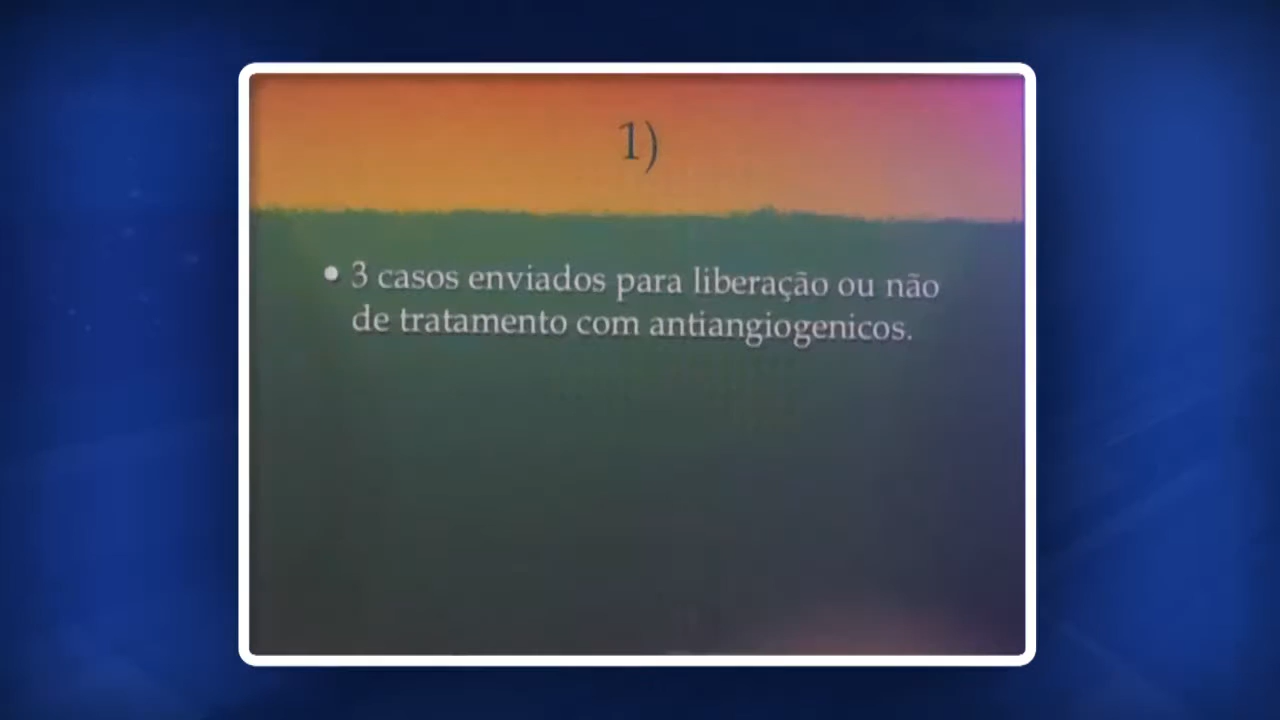 1)
• 3 casos enviados para liberação ou não
de tratamento com antiangiogenicos.